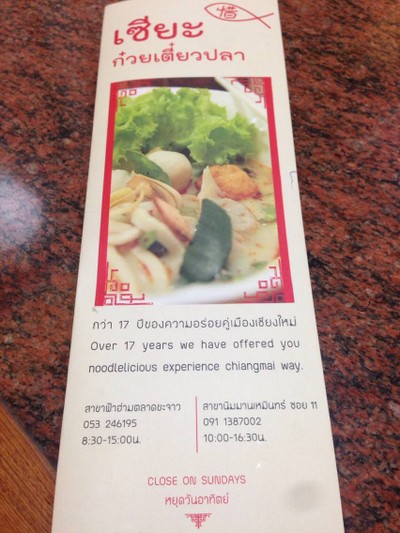 เซียะ
惜
ก๋วยเตี๋ยวปลา
กว่า 17 ปีของความอร่อยคู่เมืองเชียงใหม่
Over 17 years we have offered you
noodlelicious experience chiangmai way.
สาขาฟ้าฮ่ามตลาดขะจาว
053 246195
8:30-15:00น.
สาขานิมมานเหมินทร์ ซอย 11
091 1387002
10:00-16:30น.
CLOSE ON SUNDAYS
หยุดวันอาทิตย์